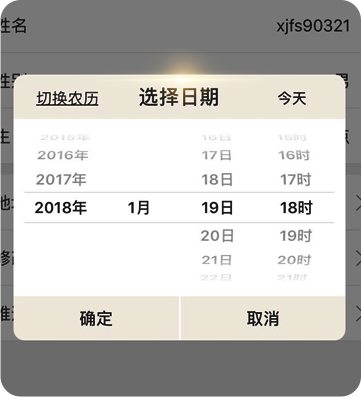 姓名 xjfs90321
切换农历 选择日期 今天
2015年 16日 15时
2016年 17日 16时
2017年 18日 17时
2018年 1月 19日 18时
20日 19时
21日 20时
22日 21时
确定 取消